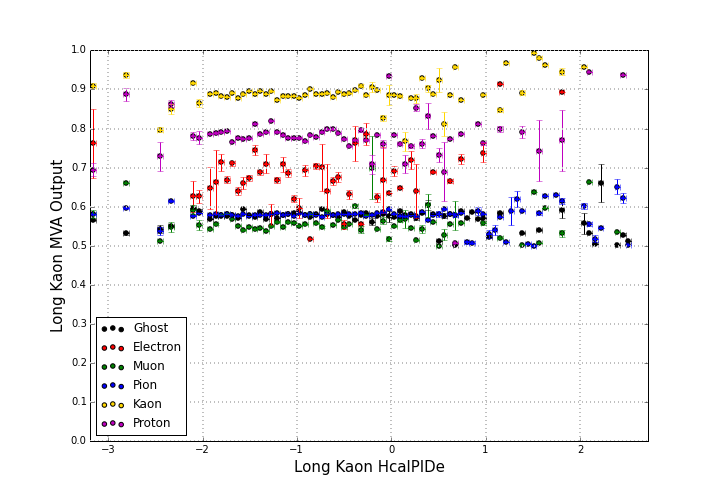 1.0
0.9
0.8
0.7
0.6
0.5
0.4
0.3
0.2
0.1
0.0
Long Kaon MVA Output
Ghost
Electron
Muon
Pion
Kaon
Proton
−3 −2 −1 0 1 2
Long Kaon HcalPIDe